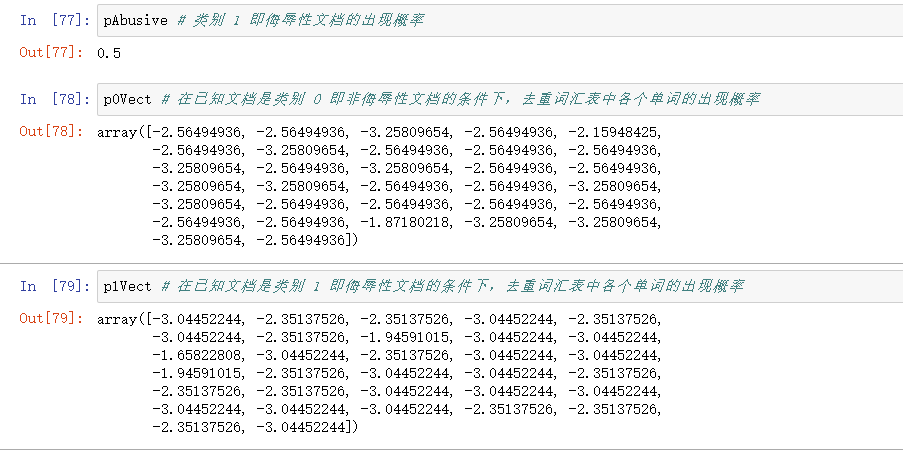 In [77]: pAbusive # 类别 1 即侮辱性文档的出现概率
Out[77]: 0.5
In [78]: p0Vect # 在已知文档是类别 0 即非侮辱性文档的条件下，去重词汇表中各个单词的出现概率
Out[78]: array([-2.56494936, -2.56494936, -3.25809654, -2.56494936, -2.15948425,
-2.56494936, -3.25809654, -2.56494936, -2.56494936, -2.56494936,
-3.25809654, -2.56494936, -3.25809654, -2.56494936, -2.56494936,
-3.25809654, -3.25809654, -2.56494936, -2.56494936, -3.25809654,
-3.25809654, -2.56494936, -2.56494936, -2.56494936, -2.56494936,
-2.56494936, -2.56494936, -1.87180218, -3.25809654, -3.25809654,
-3.25809654, -2.56494936])
In [79]: p1Vect # 在已知文档是类别 1 即侮辱性文档的条件下，去重词汇表中各个单词的出现概率
Out[79]: array([-3.04452244, -2.35137526, -2.35137526, -3.04452244, -2.35137526,
-3.04452244, -2.35137526, -1.94591015, -3.04452244, -3.04452244,
-1.65822808, -3.04452244, -2.35137526, -3.04452244, -3.04452244,
-1.94591015, -2.35137526, -3.04452244, -3.04452244, -2.35137526,
-2.35137526, -2.35137526, -3.04452244, -3.04452244, -3.04452244,
-3.04452244, -3.04452244, -3.04452244, -2.35137526, -2.35137526,
-2.35137526, -3.04452244])